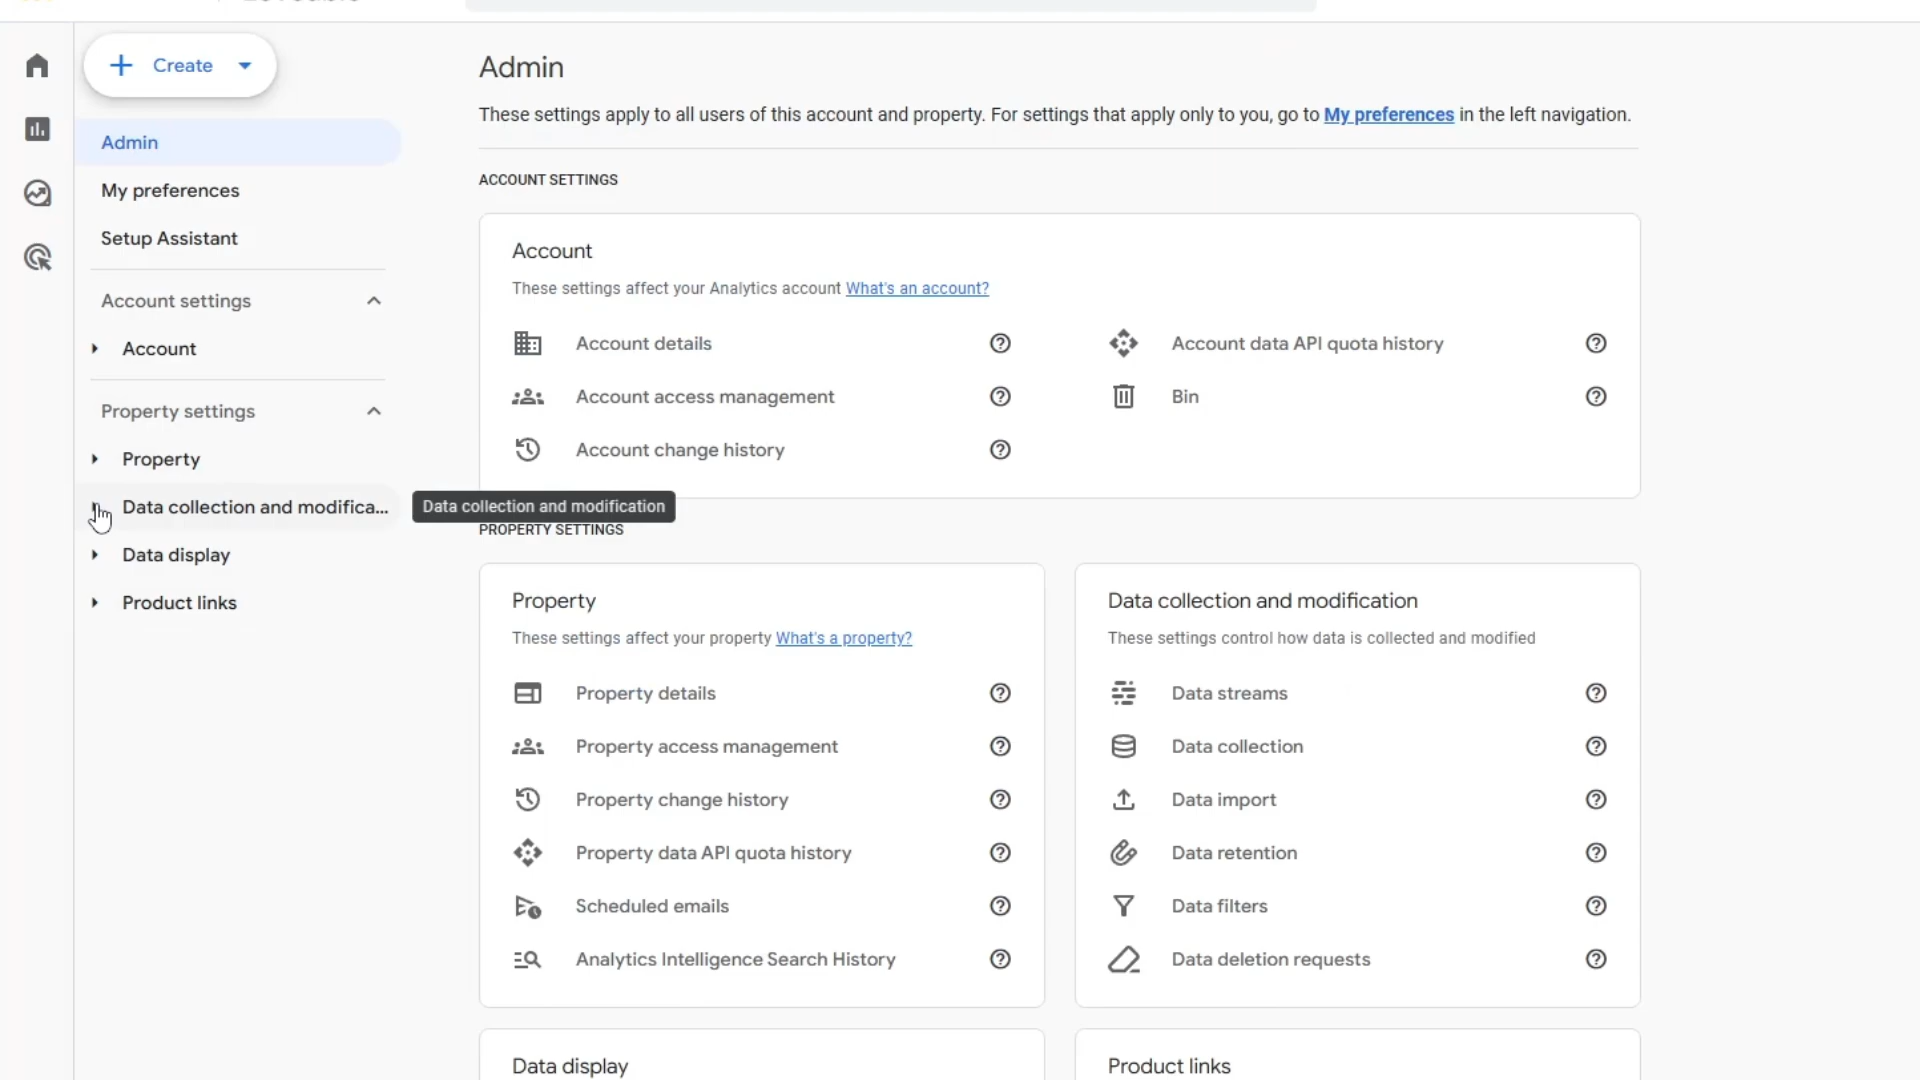 Create
Admin
My preferences
Setup Assistant
Account settings
Account
Property settings
Property
Data collection and modifica...
Data display
Product links
Data collection and modification
Admin
These settings apply to all users of this account and property. For settings that apply only to you, go to My preferences in the left navigation.
ACCOUNT SETTINGS
Account
These settings affect your Analytics account What's an account?
Account details
Account access management
Account change history
Account data API quota history
Bin
PROPERTY SETTINGS
Property
These settings affect your property What's a property?
Property details
Property access management
Property change history
Property data API quota history
Scheduled emails
Analytics Intelligence Search History
Data collection and modification
These settings control how data is collected and modified
Data streams
Data collection
Data import
Data retention
Data filters
Data deletion requests
Data display
Product links